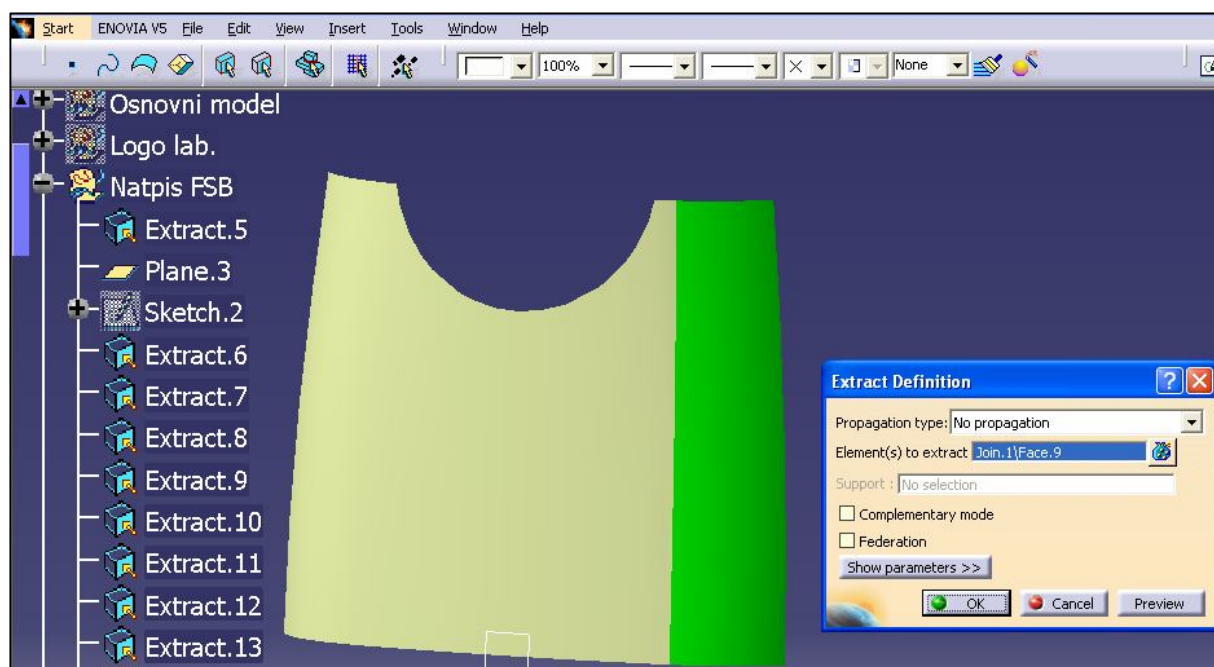 Start ENOVIA V5 File Edit View Insert Tools Window Help
100% None
Osnovni model
Logo lab.
Natpis FSB
Extract.5
Plane.3
Sketch.2
Extract.6
Extract.7
Extract.8
Extract.9
Extract.10
Extract.11
Extract.12
Extract.13
Extract Definition
Propagation type: No propagation
Element(s) to extract Join.1\Face.9
Support : No selection
Complementary mode
Federation
Show parameters >>
OK Cancel Preview